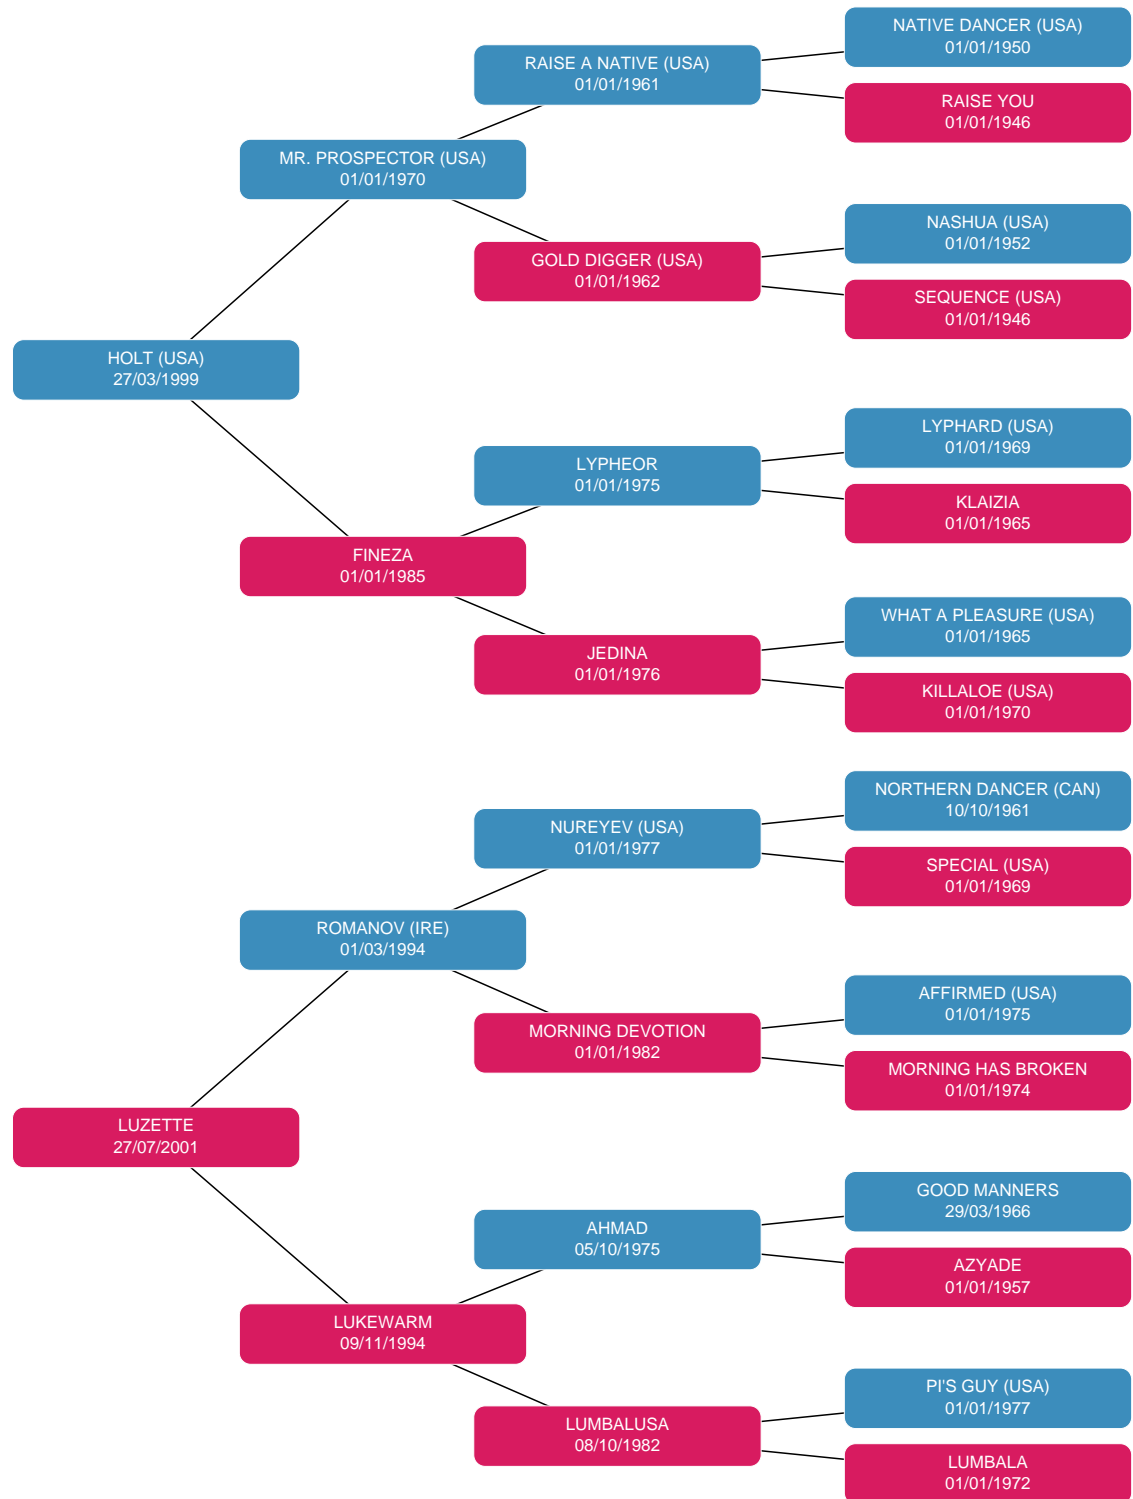 NATIVE DANCER (USA)
01/01/1950
RAISE A NATIVE (USA)
01/01/1961
RAISE YOU
01/01/1946
MR. PROSPECTOR (USA)
01/01/1970
NASHUA (USA)
01/01/1952
GOLD DIGGER (USA)
01/01/1962
SEQUENCE (USA)
01/01/1946
HOLT (USA)
27/03/1999
LYPHARD (USA)
01/01/1969
LYPHEOR
01/01/1975
KLAIZIA
01/01/1965
FINEZA
01/01/1985
WHAT A PLEASURE (USA)
01/01/1965
JEDINA
01/01/1976
KILLALOE (USA)
01/01/1970
NORTHERN DANCER (CAN)
10/10/1961
NUREYEV (USA)
01/01/1977
SPECIAL (USA)
01/01/1969
ROMANOV (IRE)
01/03/1994
AFFIRMED (USA)
01/01/1975
MORNING DEVOTION
01/01/1982
MORNING HAS BROKEN
01/01/1974
LUZETTE
27/07/2001
GOOD MANNERS
29/03/1966
AHMAD
05/10/1975
AZYADE
01/01/1957
LUKEWARM
09/11/1994
PI'S GUY (USA)
01/01/1977
LUMBALUSA
08/10/1982
LUMBALA
01/01/1972